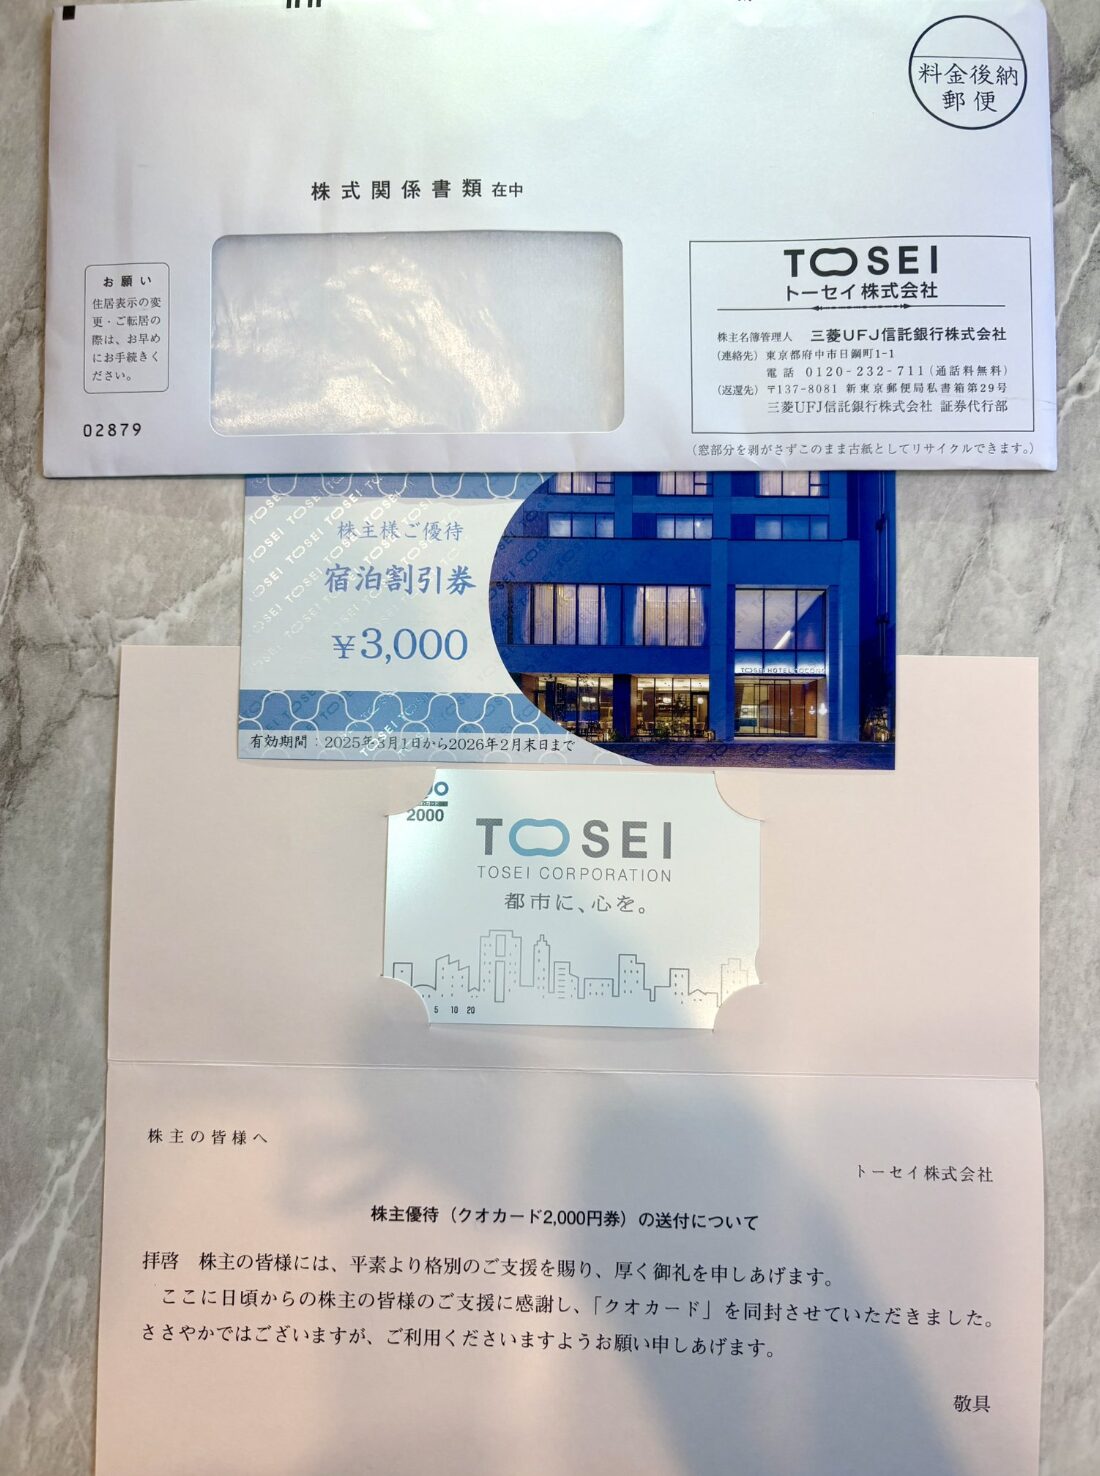 料金後納
郵便
株式関係書類在中
お願い
住居表示の変
更・ご転居の
際は、お早め
にお手続きく
ださい。
02879
TOSEI
トーセイ株式会社
株主名簿管理人 三菱UFJ信託銀行株式会社
(連絡先) 東京都府中市日鋼町1-1
電話 0120-232-711(通話料無料)
(返還先) 〒137-8081 新東京郵便局私書箱第29号
三菱UFJ信託銀行株式会社 証券代行部
(窓部分を剥がさずこのまま古紙としてリサイクルできます。)
株主様ご優待
宿泊割引券
¥3,000
有効期間:2025年3月1日から2026年2月末日まで
TOSEI HOTEL COCONE
2000
TOSEI
TOSEI CORPORATION
都市に、心を。
5 10 20
株主の皆様へ
トーセイ株式会社
株主優待(クオカード2,000円券)の送付について
拝啓 株主の皆様には、平素より格別のご支援を賜り、厚く御礼を申しあげます。
ここに日頃からの株主の皆様のご支援に感謝し、「クオカード」を同封させていただきました。
ささやかではございますが、ご利用くださいますようお願い申しあげます。
敬具